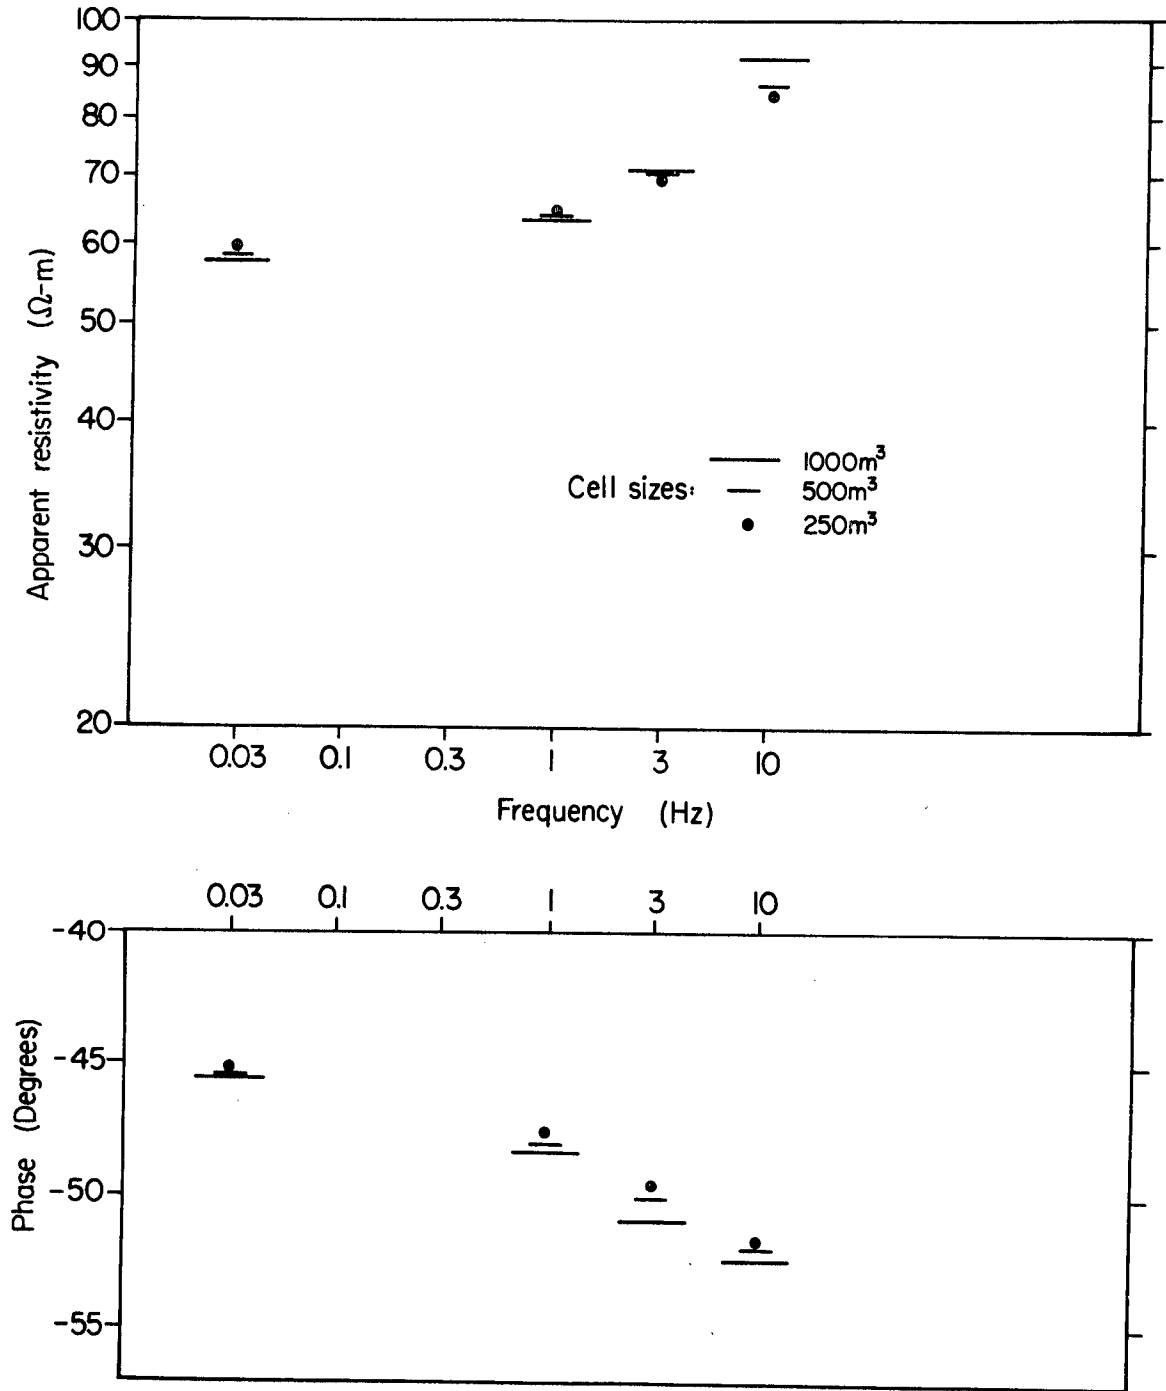 100
90
80
70
60
50
40
30
20
Apparent resistivity (Ω-m)
Cell sizes:
1000m³
500m³
250m³
0.03 0.1 0.3 1 3 10
Frequency (Hz)
0.03 0.1 0.3 1 3 10
-40
-45
-50
-55
Phase (Degrees)